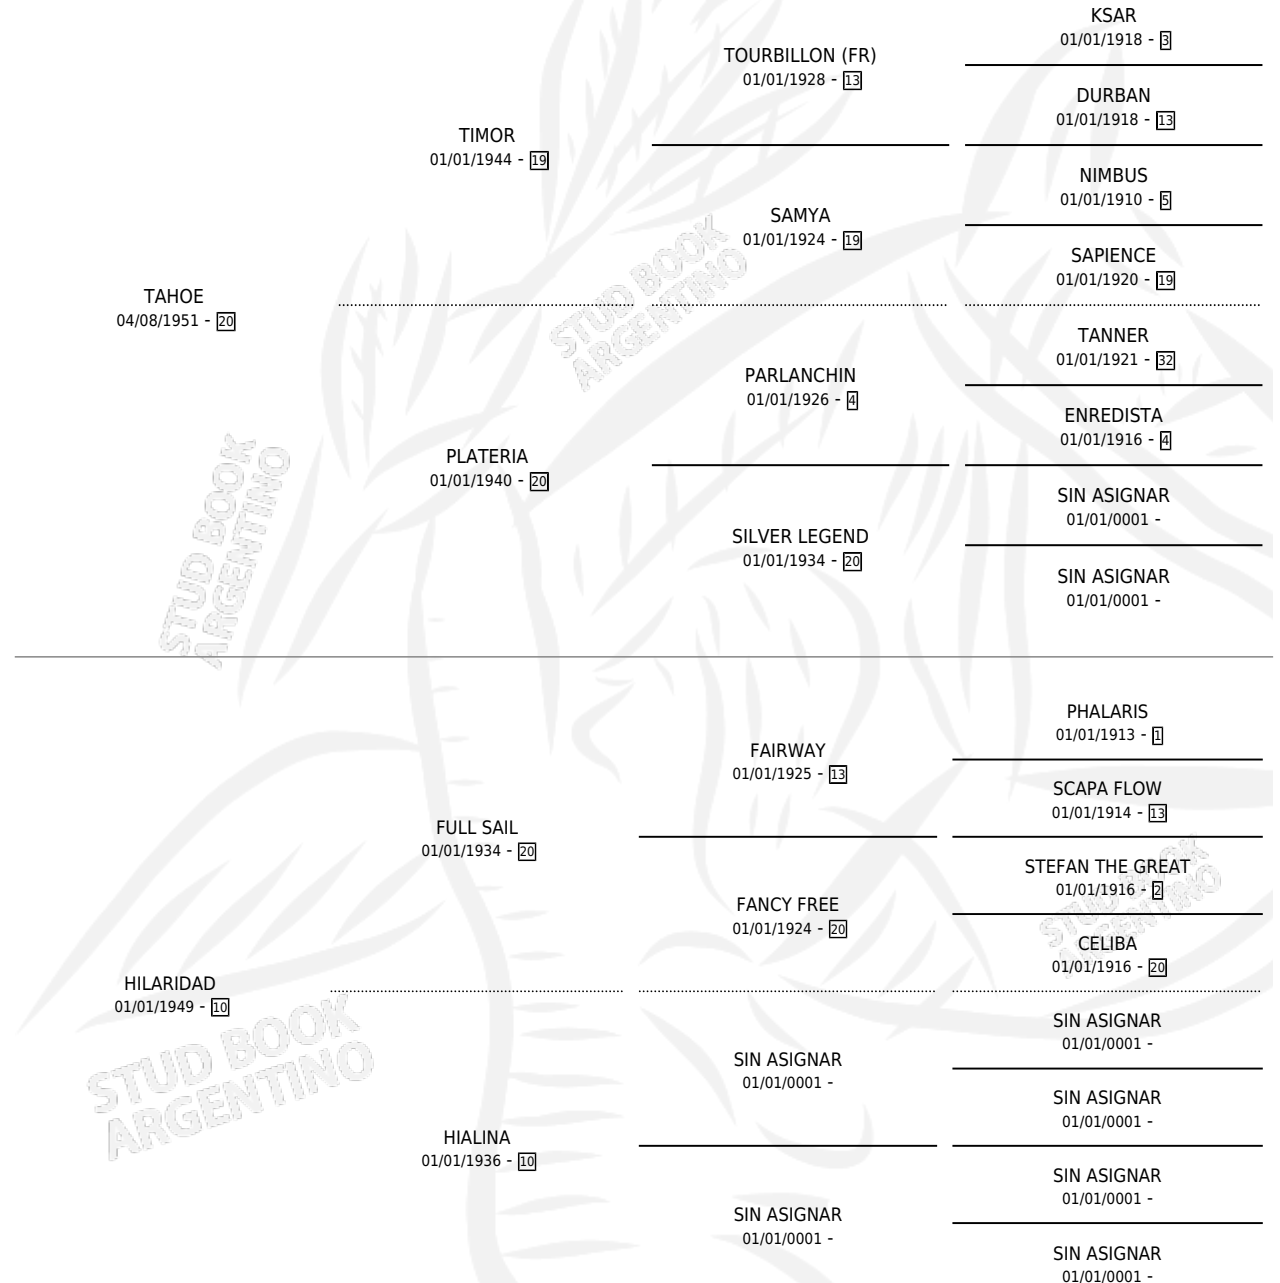 KSAR
01/01/1918 - 3
TOURBILLON (FR)
01/01/1928 - 13
DURBAN
01/01/1918 - 13
TIMOR
01/01/1944 - 19
NIMBUS
01/01/1910 - 5
SAMYA
01/01/1924 - 19
SAPIENCE
01/01/1920 - 19
TAHOE
04/08/1951 - 20
TANNER
01/01/1921 - 32
PARLANCHIN
01/01/1926 - 4
ENREDISTA
01/01/1916 - 4
PLATERIA
01/01/1940 - 20
SIN ASIGNAR
01/01/0001 -
SILVER LEGEND
01/01/1934 - 20
SIN ASIGNAR
01/01/0001 -
STUD BOOK
ARGENTINO
STUD BOOK
ARGENTINO
PHALARIS
01/01/1913 - 1
FAIRWAY
01/01/1925 - 13
SCAPA FLOW
01/01/1914 - 13
FULL SAIL
01/01/1934 - 20
STEFAN THE GREAT
01/01/1916 - 2
FANCY FREE
01/01/1924 - 20
CELIBA
01/01/1916 - 20
STUD BOOK
ARGENTINO
HILARIDAD
01/01/1949 - 10
SIN ASIGNAR
01/01/0001 -
SIN ASIGNAR
01/01/0001 -
SIN ASIGNAR
01/01/0001 -
STUD BOOK
ARGENTINO
HIALINA
01/01/1936 - 10
SIN ASIGNAR
01/01/0001 -
SIN ASIGNAR
01/01/0001 -
SIN ASIGNAR
01/01/0001 -